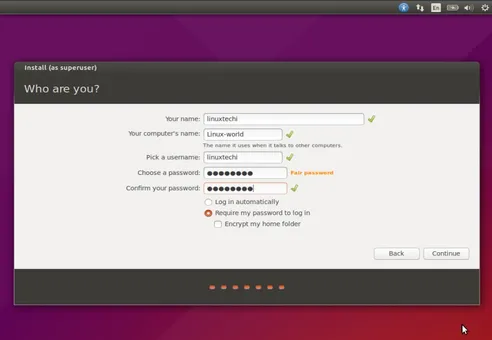 En
Install (as superuser)
Who are you?
Your name: linuxtechi
Your computer's name: Linux-world
The name it uses when it talks to other computers.
Pick a username: linuxtechi
Choose a password: ●●●●●●●● Fair password
Confirm your password: ●●●●●●●●
Log in automatically
Require my password to log in
Encrypt my home folder
Back Continue